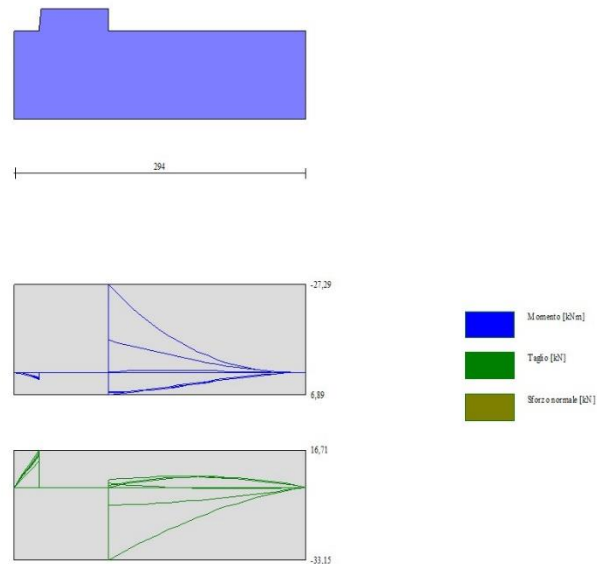 294
-27,29
6,89
Momento [kNm]
Taglio [kN]
Sforzo normale [kN]
16,71
-33,15